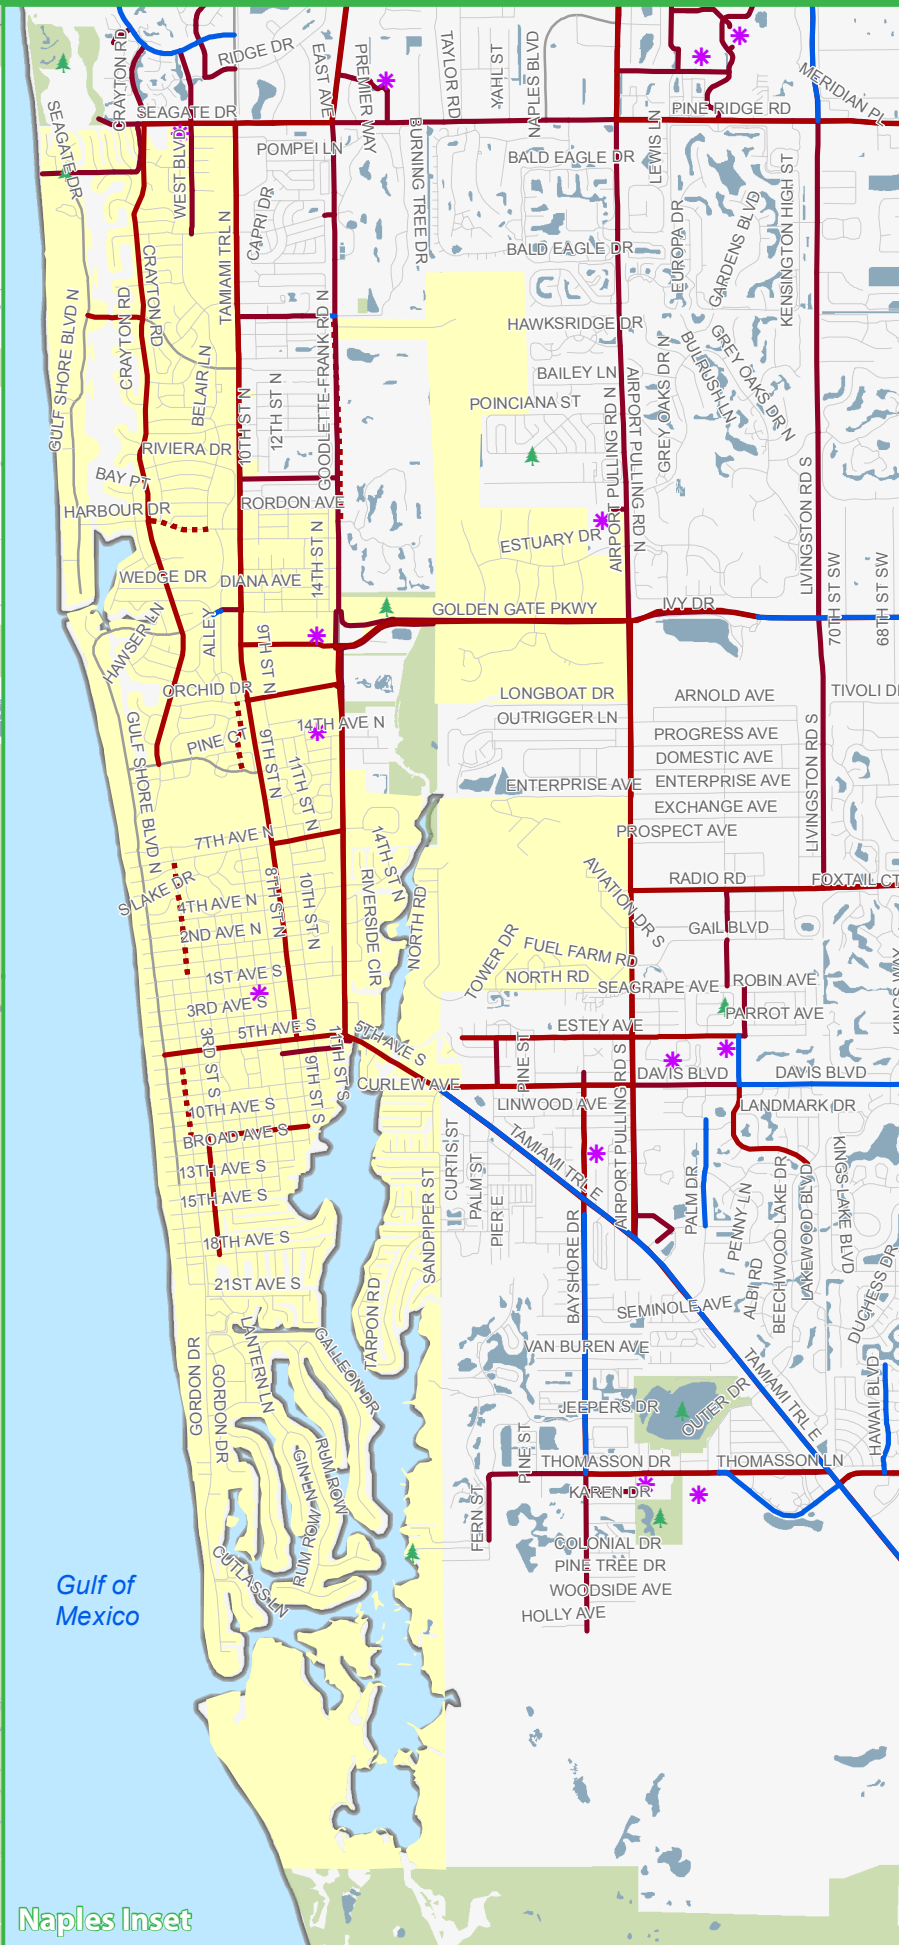 CRAYTON RD
RIDGE DR
EAST AVE
PREMIER WAY
TAYLOR RD
YAHL ST
NAPLES BLVD
MERIDIAN PL
SEAGATE DR
PINE RIDGE RD
SEAGATE DR
WEST BLVD
POMPEI LN
BURNING TREE DR
BALD EAGLE DR
LEWIS LN
KENSINGTON HIGH ST
CAPRI DR
TAMIAMI TRL N
BALD EAGLE DR
EUROPA DR
GARDENS BLVD
GULF SHORE BLVD N
CRAYTON RD
CRAYTON RD
GOODLETTE-FRANK RD N
HAWKSRIDGE DR
BELAIR LN
10TH ST N
12TH ST N
BAILEY LN
POINCIANA ST
AIRPORT PULLING RD N
AIRPORT PULLING RD N
GREY OAKS DR N
BULRUSH LN
GREY OAKS DR N
RIVIERA DR
BAY PT
HARBOUR DR
RORDON AVE
LIVINGSTON RD S
ESTUARY DR
14TH ST N
WEDGE DR
DIANA AVE
70TH ST SW
68TH ST SW
HAWSER LN
ALLEY
GOLDEN GATE PKWY
IVY DR
9TH ST N
ORCHID DR
LONGBOAT DR
ARNOLD AVE
TIVOLI D
14TH AVE N
OUTRIGGER LN
GULF SHORE BLVD N
PINE CT
9TH ST N
11TH ST N
PROGRESS AVE
DOMESTIC AVE
LIVINGSTON RD S
ENTERPRISE AVE
ENTERPRISE AVE
EXCHANGE AVE
7TH AVE N
14TH ST N
PROSPECT AVE
S LAKE DR
8TH ST N
10TH ST N
RIVERSIDE CIR
NORTH RD
AVIATION DR S
RADIO RD
FOXTAIL CT
4TH AVE N
2ND AVE N
GAIL BLVD
TOWER DR
FUEL FARM RD
KINGS WAY
1ST AVE S
NORTH RD
SEAGRAPE AVE
ROBIN AVE
3RD AVE S
PARROT AVE
5TH AVE S
11TH ST S
5TH AVE S
ESTEY AVE
3RD ST S
9TH ST S
CURLEW AVE
PINE ST
AIRPORT PULLING RD S
DAVIS BLVD
DAVIS BLVD
10TH AVE S
LINWOOD AVE
LANDMARK DR
BROAD AVE S
CURTIS ST
TAMIAMI TRL E
13TH AVE S
SANDPIPER ST
PALM ST
PIER E
PALM DR
PENNY LN
BEECHWOOD LAKE DR
LAKEWOOD BLVD
KINGS LAKE BLVD
15TH AVE S
18TH AVE S
21ST AVE S
BAYSHORE DR
ALBI RD
DUCHESS DR
TARPON RD
SEMINOLE AVE
GORDON DR
GORDON DR
LANTERN LN
GALLEON DR
VAN BUREN AVE
TAMIAMI TRL E
HAWAII BLVD
JEEPERS DR
OUTER DR
GIN LN
RUM ROW
PINE ST
THOMASSON DR
THOMASSON LN
FERN ST
KAREN DR
RUM ROW
COLONIAL DR
CUTLASS LN
PINE TREE DR
WOODSIDE AVE
HOLLY AVE
Gulf of
Mexico
Naples Inset